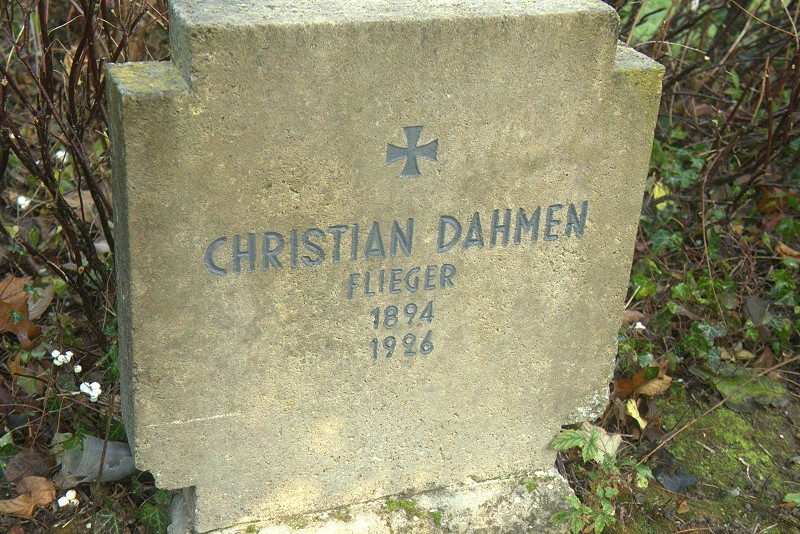 CHRISTIAN DAHMEN
FLIEGER
1894
1926